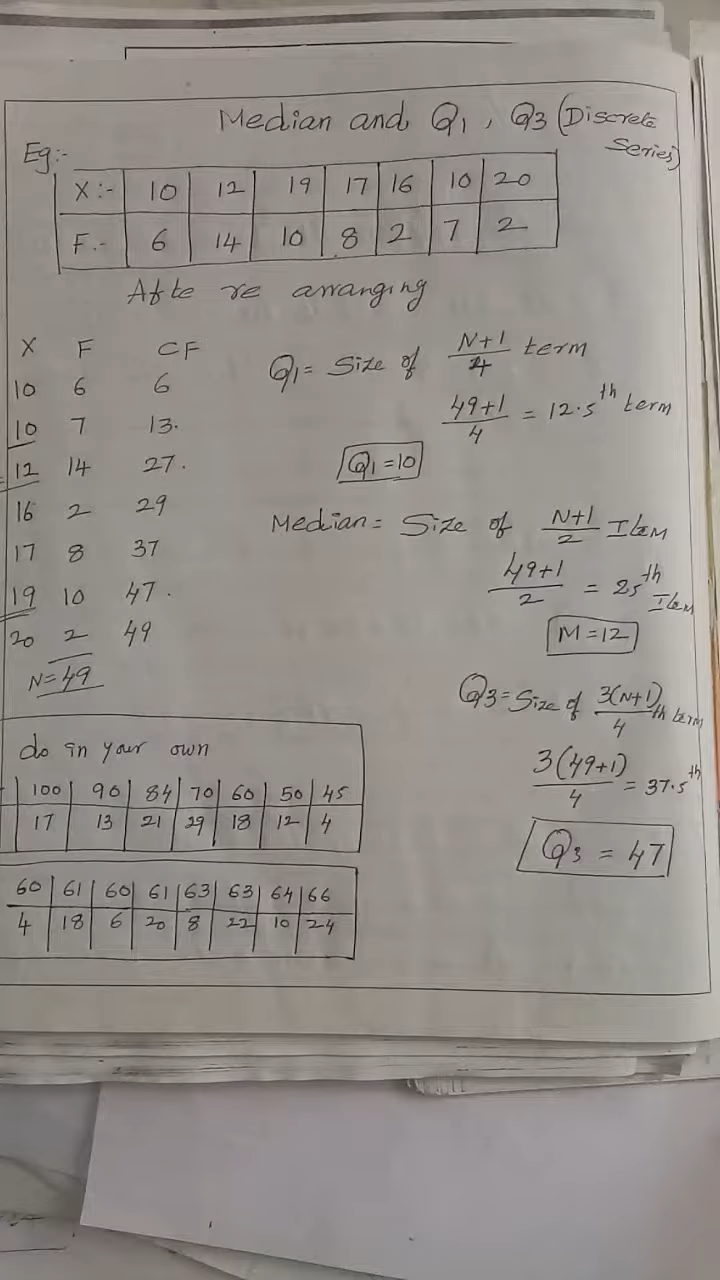 Median and Q1, Q3 (Discrete Series)
Eg:-
X:- 10 12 19 17 16 10 20
F.- 6 14 10 8 2 7 2
Afte re arranging
X F CF
10 6 6
10 7 13.
12 14 27.
16 2 29
17 8 37
19 10 47.
20 2 49
N=49
Q1= Size of N+1/4 term
49+1/4 = 12.5th term
Q1=10
Median= Size of N+1/2 Item
49+1/2 = 25th Item
M=12
Q3=Size of 3(N+1)/4 th term
3(49+1)/4 = 37.5th
Q3 = 47
do in your own
100 90 84 70 60 50 45
17 13 21 29 18 12 4
60 61 60 61 63 63 64 66
4 18 6 20 8 22 10 24